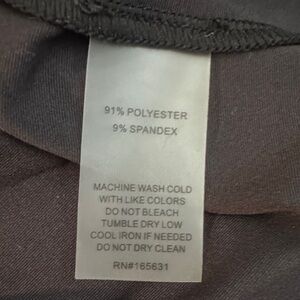 91% POLYESTER
9% SPANDEX
MACHINE WASH COLD
WITH LIKE COLORS
DO NOT BLEACH
TUMBLE DRY LOW
COOL IRON IF NEEDED
DO NOT DRY CLEAN
RN#165631